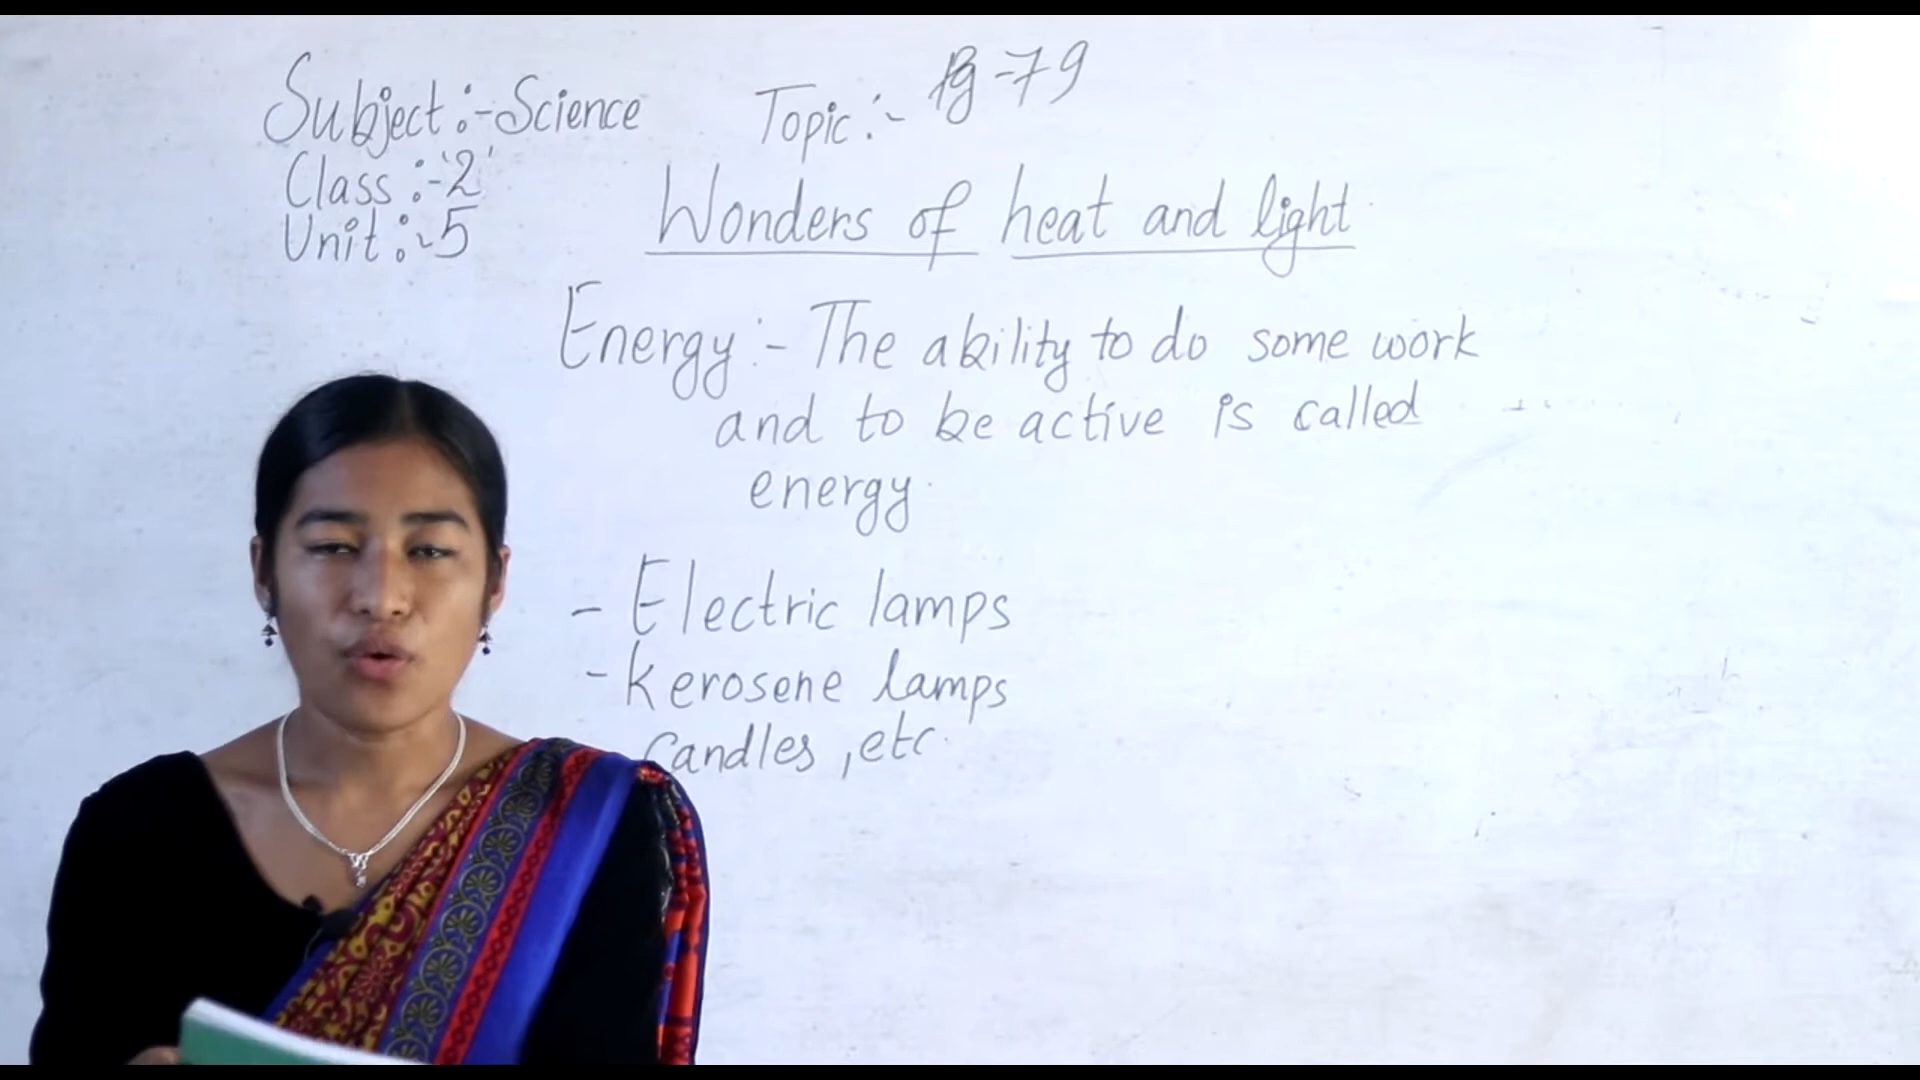 Subject :- Science
Class :- '2'
Unit :- 5
Topic :- Pg - 79
Wonders of heat and light
Energy :- The ability to do some work
and to be active is called
energy.
- Electric lamps
- Kerosene lamps
Candles, etc.